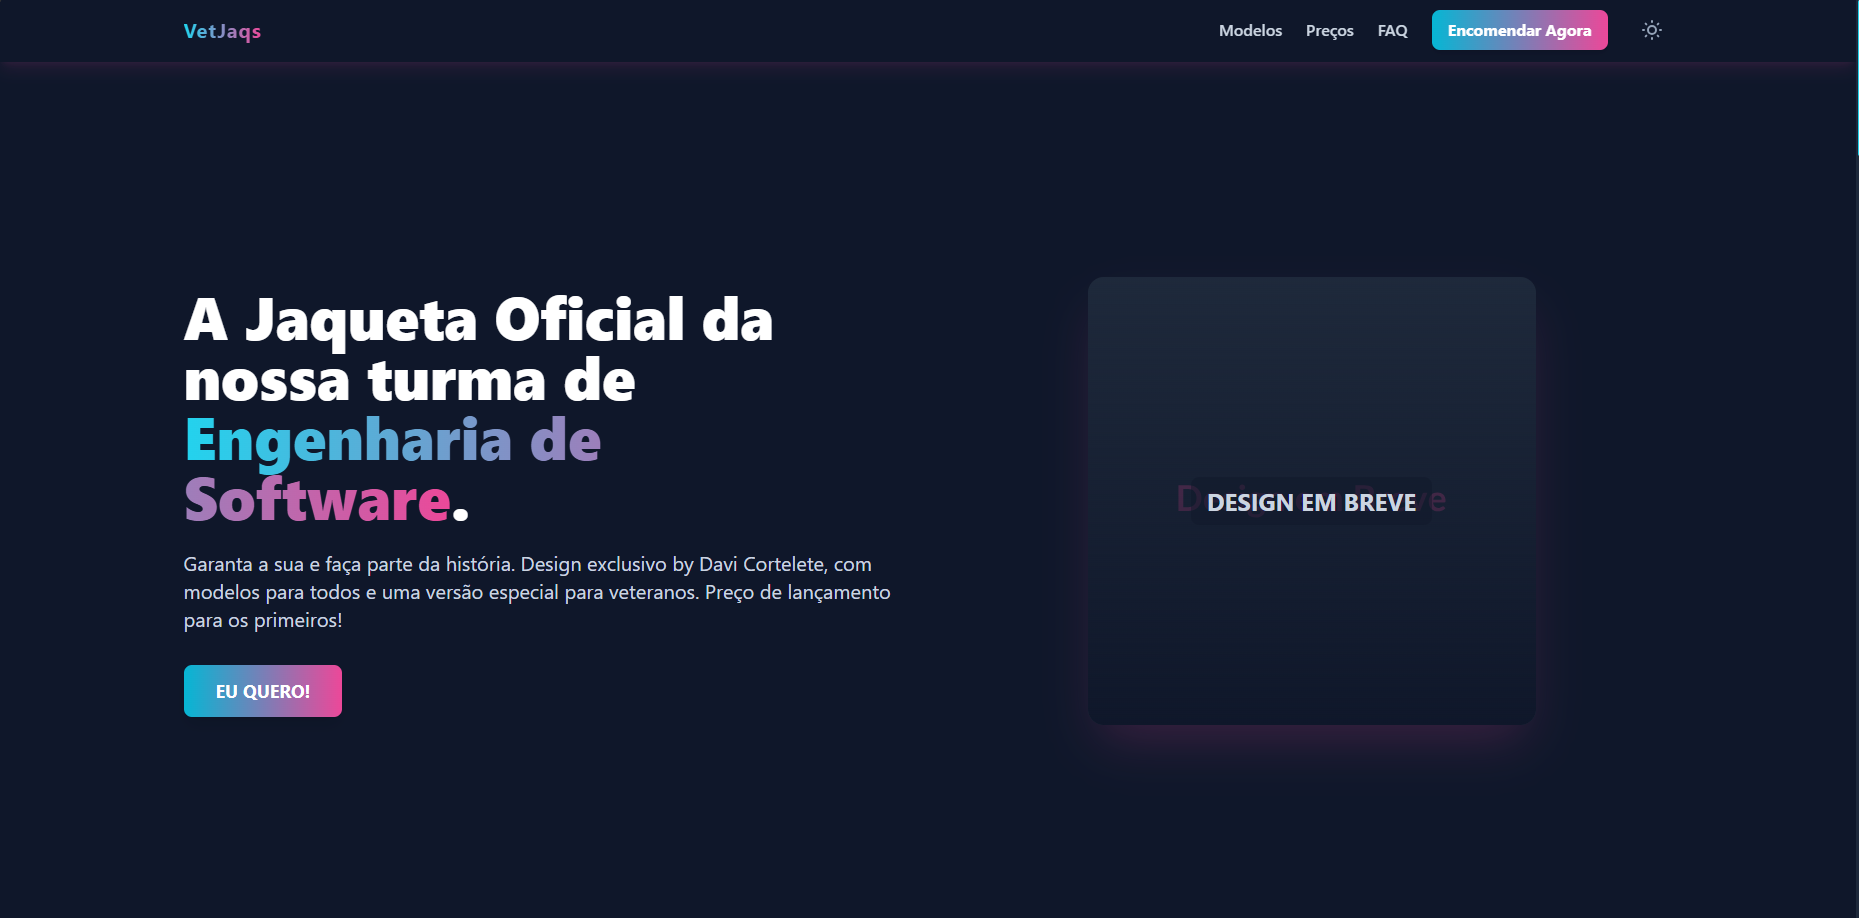 VetJaqs
Modelos
Preços
FAQ
Encomendar Agora
A Jaqueta Oficial da
nossa turma de
Engenharia de
Software.
Garanta a sua e faça parte da história. Design exclusivo by Davi Cortelete, com
modelos para todos e uma versão especial para veteranos. Preço de lançamento
para os primeiros!
EU QUERO!
DESIGN EM BREVE